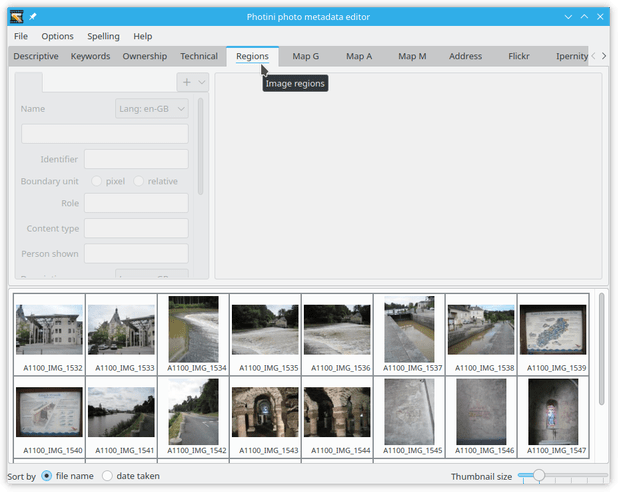 Photini photo metadata editor
File Options Spelling Help
Descriptive Keywords Ownership Technical Regions Map G Map A Map M Address Flickr Ipernity
Image regions
Name Lang: en-GB
Identifier
Boundary unit pixel relative
Role
Content type
Person shown
A1100_IMG_1532 A1100_IMG_1533 A1100_IMG_1534 A1100_IMG_1535 A1100_IMG_1536 A1100_IMG_1537 A1100_IMG_1538 A1100_IMG_1539
A1100_IMG_1540 A1100_IMG_1541 A1100_IMG_1542 A1100_IMG_1543 A1100_IMG_1544 A1100_IMG_1545 A1100_IMG_1546 A1100_IMG_1547
Sort by file name date taken Thumbnail size